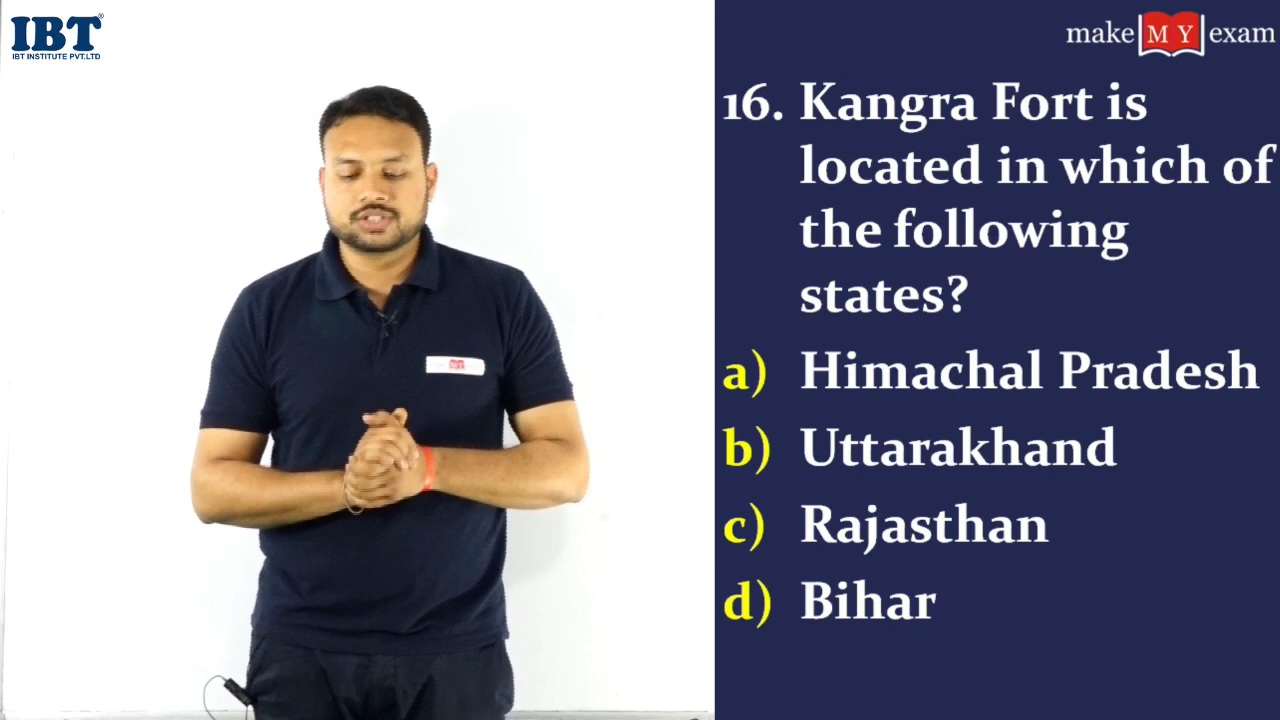 IBT
IBT INSTITUTE PVT.LTD
make MY exam
16. Kangra Fort is
located in which of
the following
states?
a) Himachal Pradesh
b) Uttarakhand
c) Rajasthan
d) Bihar
MY